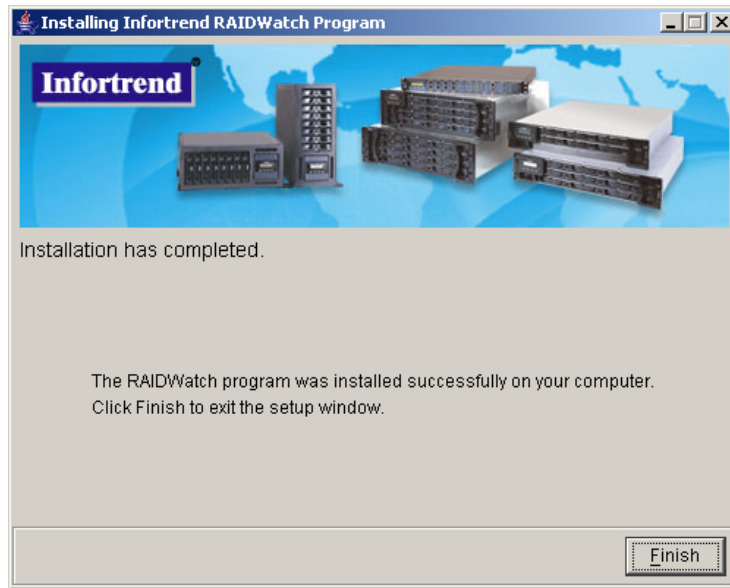 Installing Infortrend RAIDWatch Program
Infortrend®
Installation has completed.
The RAIDWatch program was installed successfully on your computer.
Click Finish to exit the setup window.
Finish